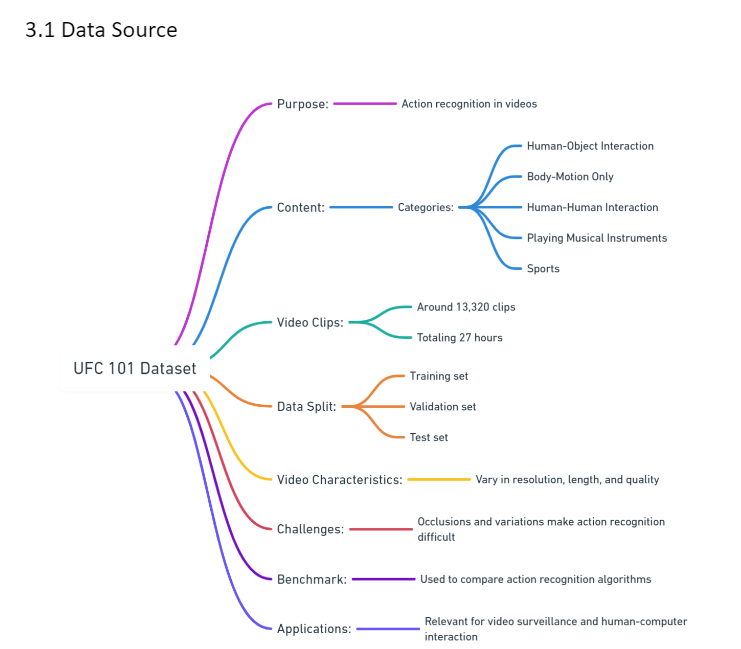 3.1 Data Source
Purpose:
Action recognition in videos
Content:
Categories:
Human-Object Interaction
Body-Motion Only
Human-Human Interaction
Playing Musical Instruments
Sports
Video Clips:
Around 13,320 clips
Totaling 27 hours
UFC 101 Dataset
Data Split:
Training set
Validation set
Test set
Video Characteristics:
Vary in resolution, length, and quality
Challenges:
Occlusions and variations make action recognition
difficult
Benchmark:
Used to compare action recognition algorithms
Applications:
Relevant for video surveillance and human-computer
interaction